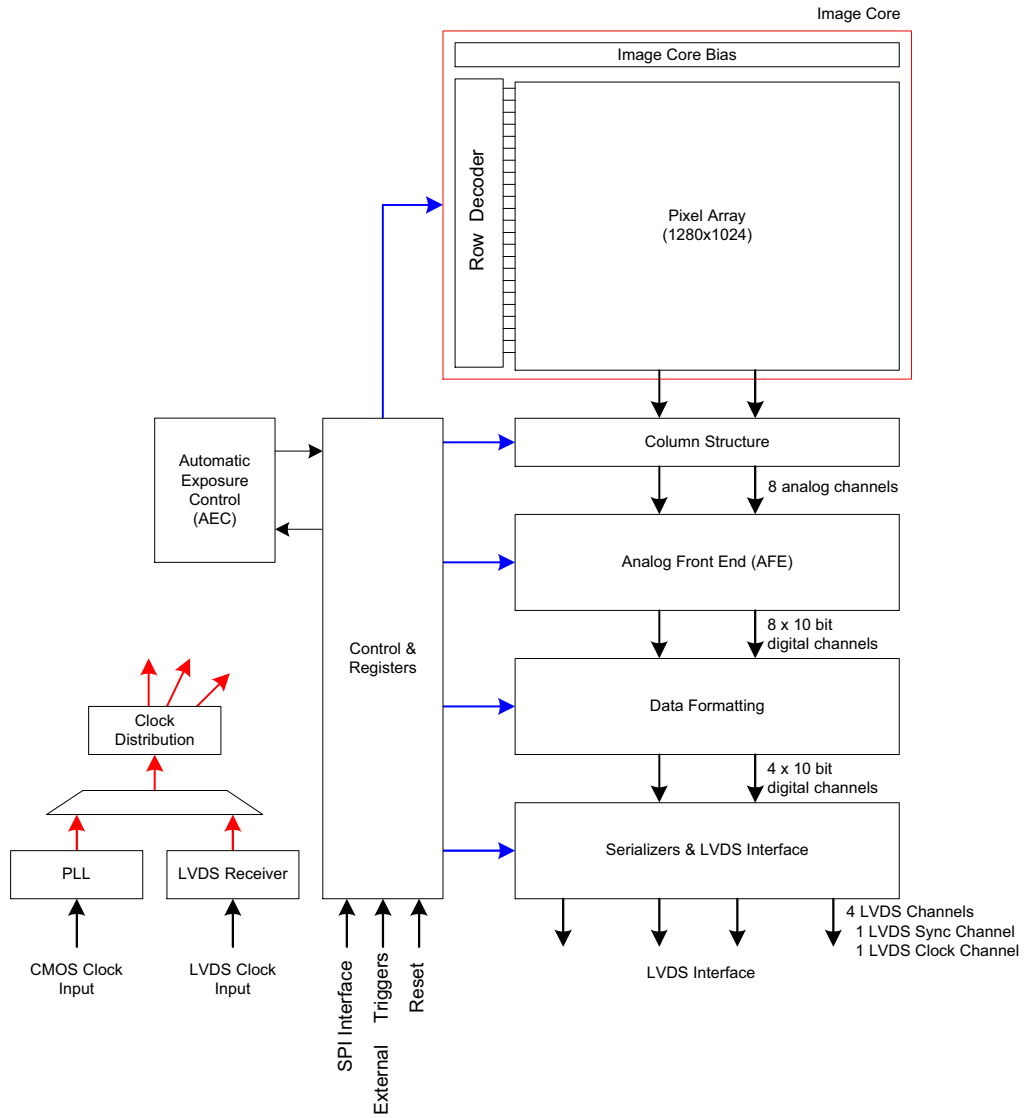 Image Core
Image Core Bias
Row Decoder
Pixel Array
(1280x1024)
Automatic
Exposure
Control
(AEC)
Column Structure
8 analog channels
Analog Front End (AFE)
8 x 10 bit
digital channels
Control &
Registers
Data Formatting
Clock
Distribution
4 x 10 bit
digital channels
PLL
LVDS Receiver
Serializers & LVDS Interface
4 LVDS Channels
1 LVDS Sync Channel
1 LVDS Clock Channel
CMOS Clock
Input
LVDS Clock
Input
LVDS Interface
SPI Interface
External Triggers
Reset